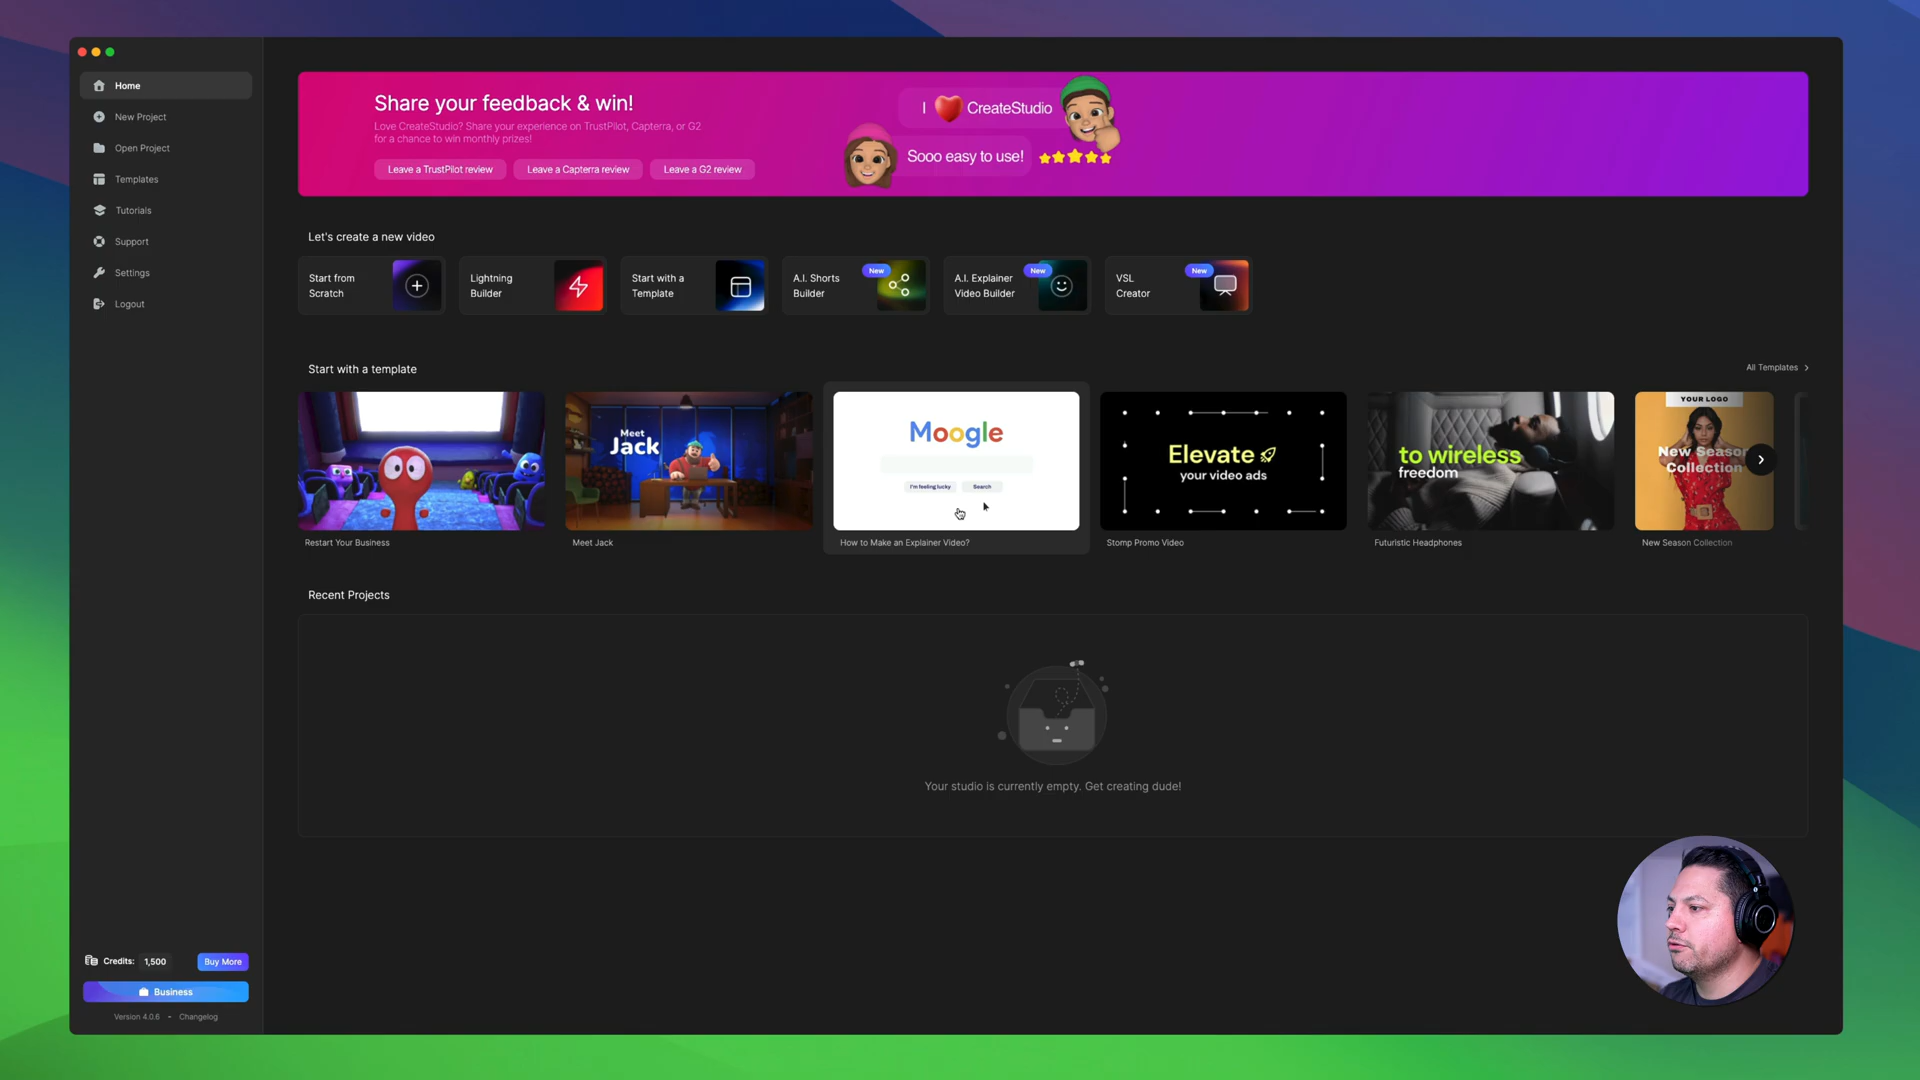 Home
New Project
Open Project
Templates
Tutorials
Support
Settings
Logout
Share your feedback & win!
Love CreateStudio? Share your experience on TrustPilot, Capterra, or G2
for a chance to win monthly prizes!
Leave a TrustPilot review
Leave a Capterra review
Leave a G2 review
I ❤️ CreateStudio
Sooo easy to use!
Let's create a new video
Start from
Scratch
Lightning
Builder
Start with a
Template
A.I. Shorts
Builder
New
A.I. Explainer
Video Builder
New
VSL
Creator
New
Start with a template
All Templates
Restart Your Business
Meet
Jack
Meet Jack
Moogle
I'm feeling lucky
Search
How to Make an Explainer Video?
Elevate
your video ads
Stomp Promo Video
to wireless
freedom
Futuristic Headphones
YOUR LOGO
New Season
Collection
New Season Collection
Recent Projects
Your studio is currently empty. Get creating dude!
Credits: 1,500
Buy More
Business
Version 4.0.6 - Changelog